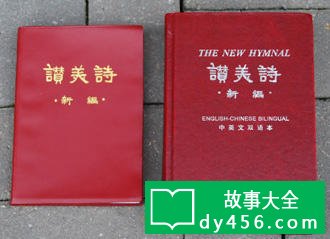 讚美詩
·新編·
THE NEW HYMNAL
讚美詩
·新編·
ENGLISH-CHINESE BILINGUAL
中英文双语本
故事大全
dy456.com